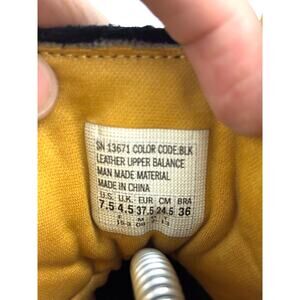 SN 13671 COLOR CODE:BLK
LEATHER UPPER BALANCE
MAN MADE MATERIAL
MADE IN CHINA
U.S. U.K. EUR CM BRA
7.5 4.5 37.5 24.5 36